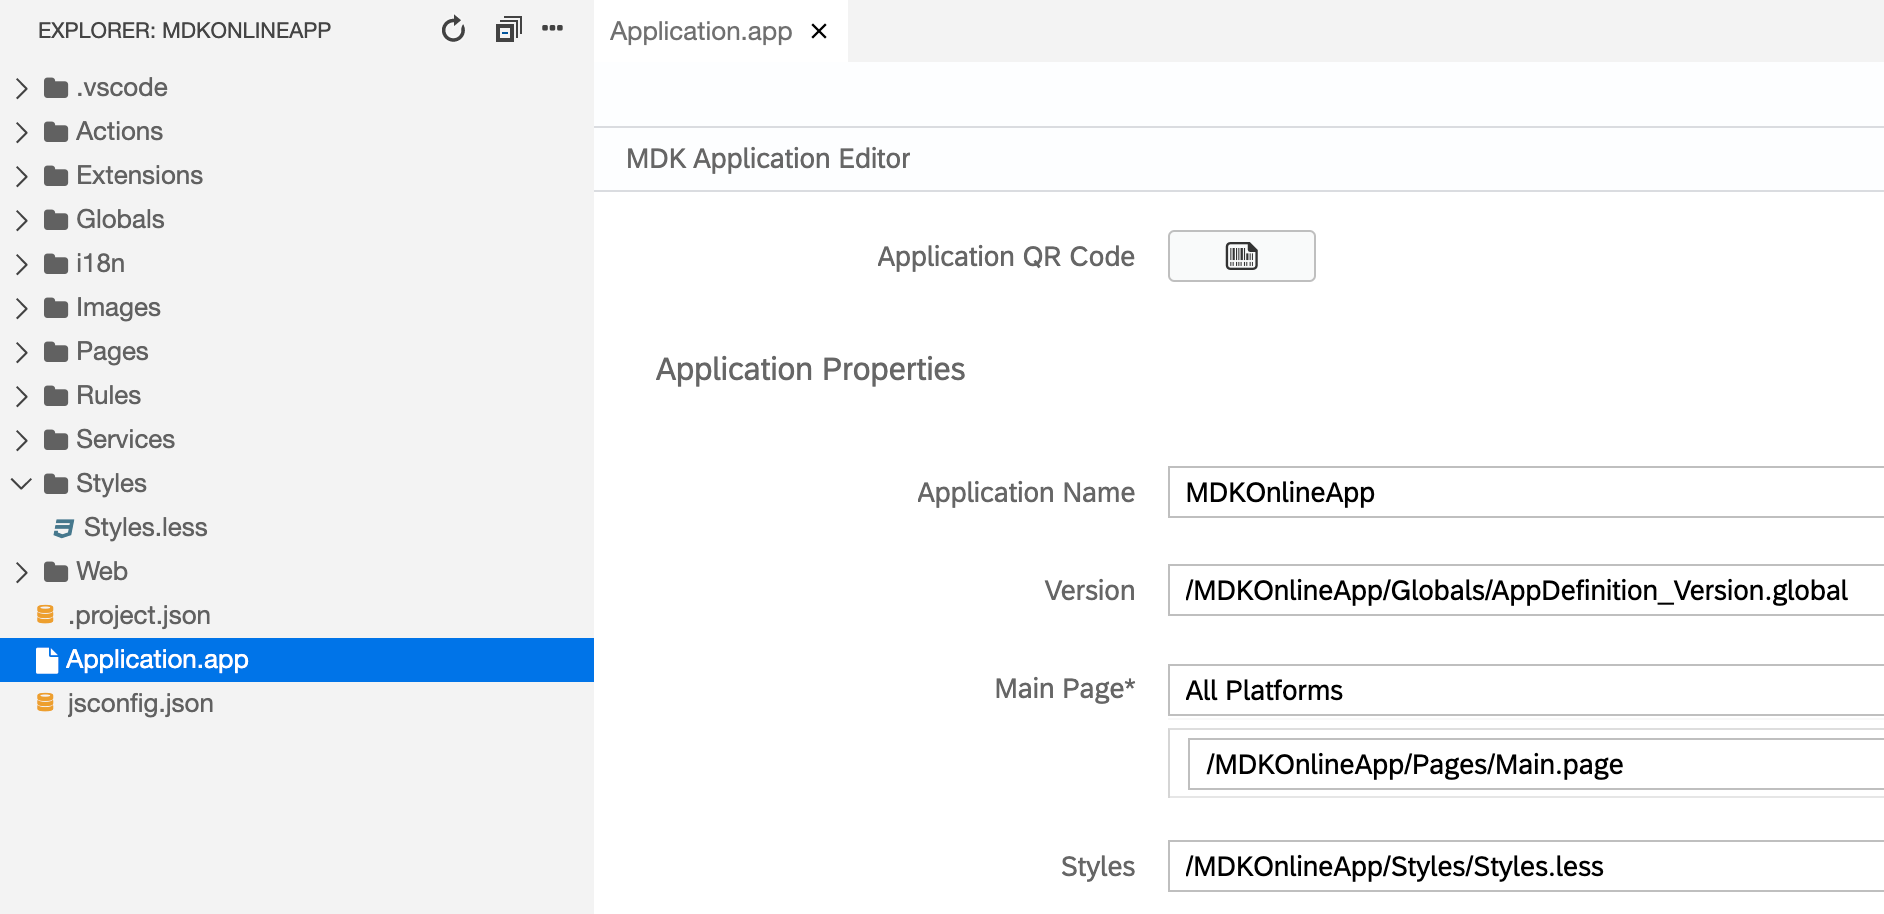 EXPLORER: MDKONLINEAPP
.vscode
Actions
Extensions
Globals
i18n
Images
Pages
Rules
Services
Styles
Styles.less
Web
.project.json
Application.app
jsconfig.json
Application.app
MDK Application Editor
Application QR Code
Application Properties
Application Name MDKOnlineApp
Version /MDKOnlineApp/Globals/AppDefinition_Version.global
Main Page* All Platforms
/MDKOnlineApp/Pages/Main.page
Styles /MDKOnlineApp/Styles/Styles.less